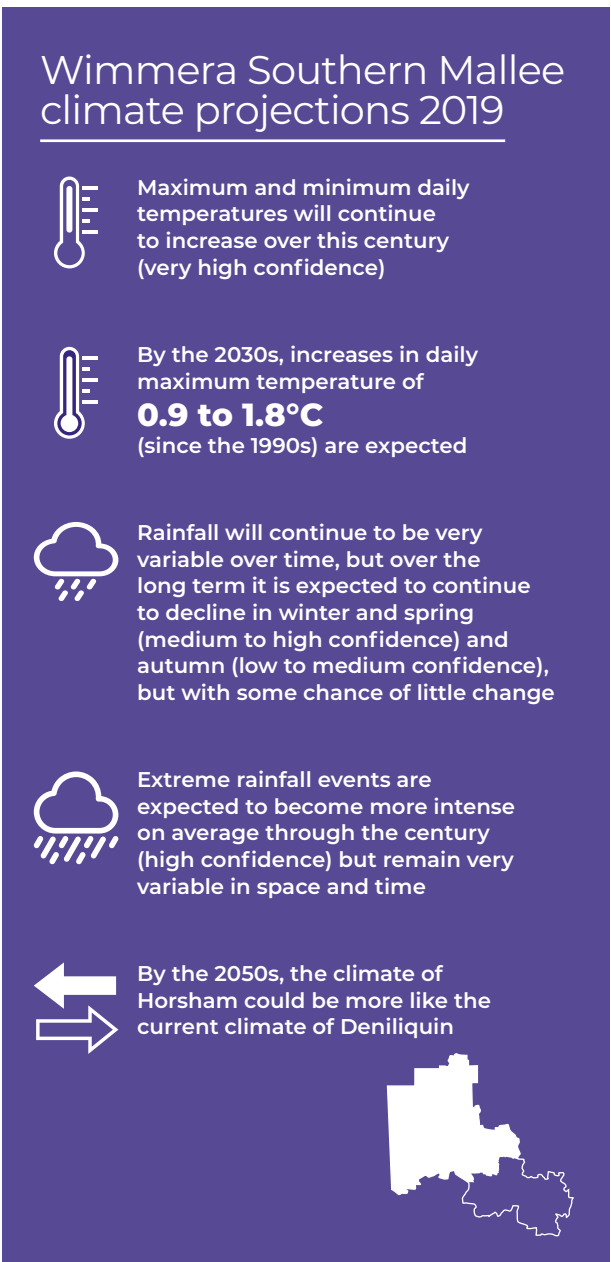 Wimmera Southern Mallee
climate projections 2019
Maximum and minimum daily
temperatures will continue
to increase over this century
(very high confidence)
By the 2030s, increases in daily
maximum temperature of
0.9 to 1.8°C
(since the 1990s) are expected
Rainfall will continue to be very
variable over time, but over the
long term it is expected to continue
to decline in winter and spring
(medium to high confidence) and
autumn (low to medium confidence),
but with some chance of little change
Extreme rainfall events are
expected to become more intense
on average through the century
(high confidence) but remain very
variable in space and time
By the 2050s, the climate of
Horsham could be more like the
current climate of Deniliquin